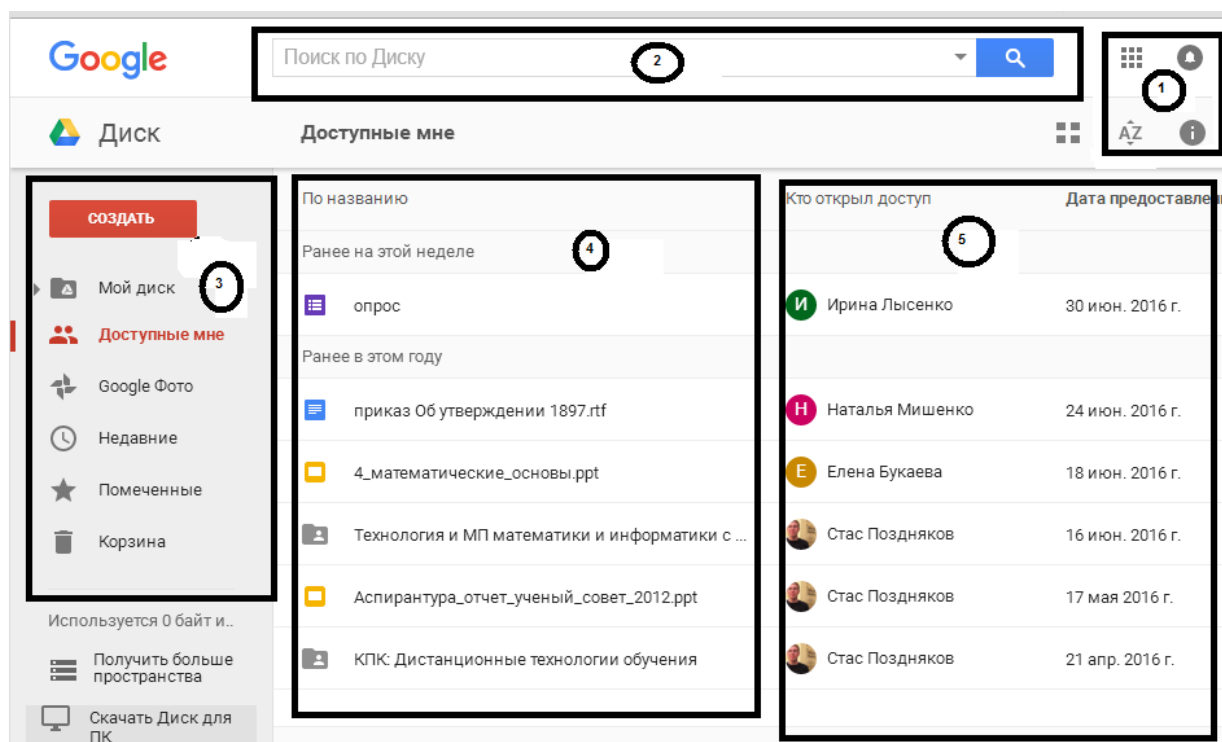 Google
Поиск по Диску
2
1
Диск
Доступные мне
AZ
СОЗДАТЬ
3
Мой диск
Доступные мне
Google Фото
Недавние
Помеченные
Корзина
Используется 0 байт и..
Получить больше
пространства
Скачать Диск для
ПК
По названию
4
Кто открыл доступ
Дата предоставлени
5
Ранее на этой неделе
опрос
И
Ирина Лысенко
30 июн. 2016 г.
Ранее в этом году
приказ Об утверждении 1897.rtf
Н
Наталья Мишенко
24 июн. 2016 г.
4_математические_основы.ppt
Е
Елена Букаева
18 июн. 2016 г.
Технология и МП математики и информатики с ...
Стас Поздняков
16 июн. 2016 г.
Аспирантура_отчет_ученый_совет_2012.ppt
Стас Поздняков
17 мая 2016 г.
КПК: Дистанционные технологии обучения
Стас Поздняков
21 апр. 2016 г.